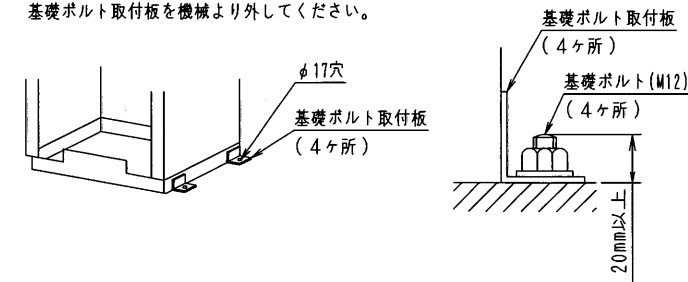 基礎ボルト取付板を機械より外してください。
φ17穴
基礎ボルト取付板
(4ヶ所)
基礎ボルト取付板
(4ヶ所)
基礎ボルト(M12)
(4ヶ所)
20mm以上